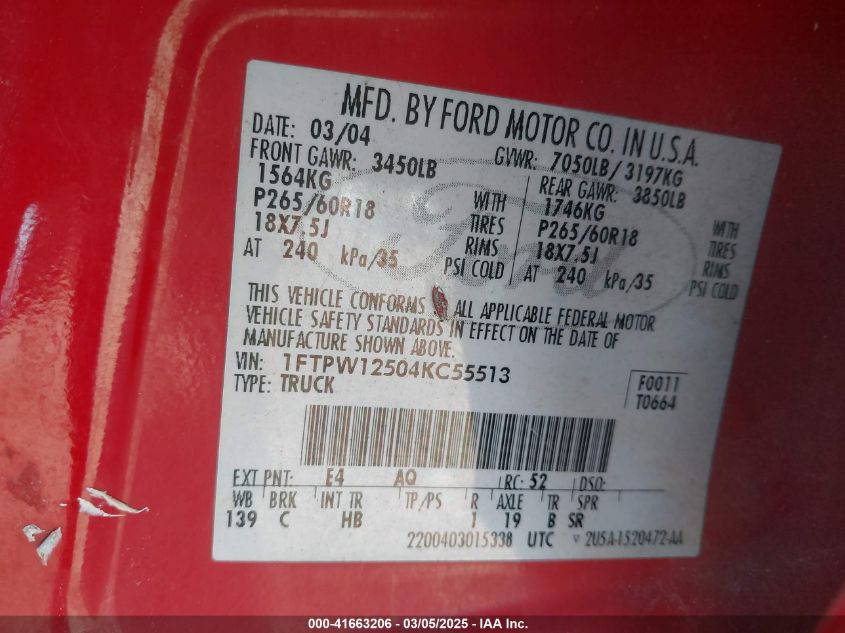 MFD. BY FORD MOTOR CO. IN U.S.A.
DATE: 03/04 GVWR: 7050LB/3197KG
FRONT GAWR: 3450LB REAR GAWR: 3850LB
1564KG WITH 1746KG WITH
P265/60R18 TIRES P265/60R18 TIRES
18X7.5J RIMS 18X7.5J RIMS
AT 240 kPa/35 PSI COLD AT 240 kPa/35 PSI COLD
Ford
THIS VEHICLE CONFORMS ALL APPLICABLE FEDERAL MOTOR
VEHICLE SAFETY STANDARDS IN EFFECT ON THE DATE OF
MANUFACTURE SHOWN ABOVE.
VIN: 1FTPW12504KC55513
TYPE: TRUCK
F0011
T0664
EXT PNT: E4 AQ RC: 52 DSO:
WB BRK INT TR TP/PS R AXLE TR SPR
139 C HB 1 19 B SR
2200403015338 UTC 2U5A-1520472-AA
000-41663206 - 03/05/2025 - IAAI Inc.